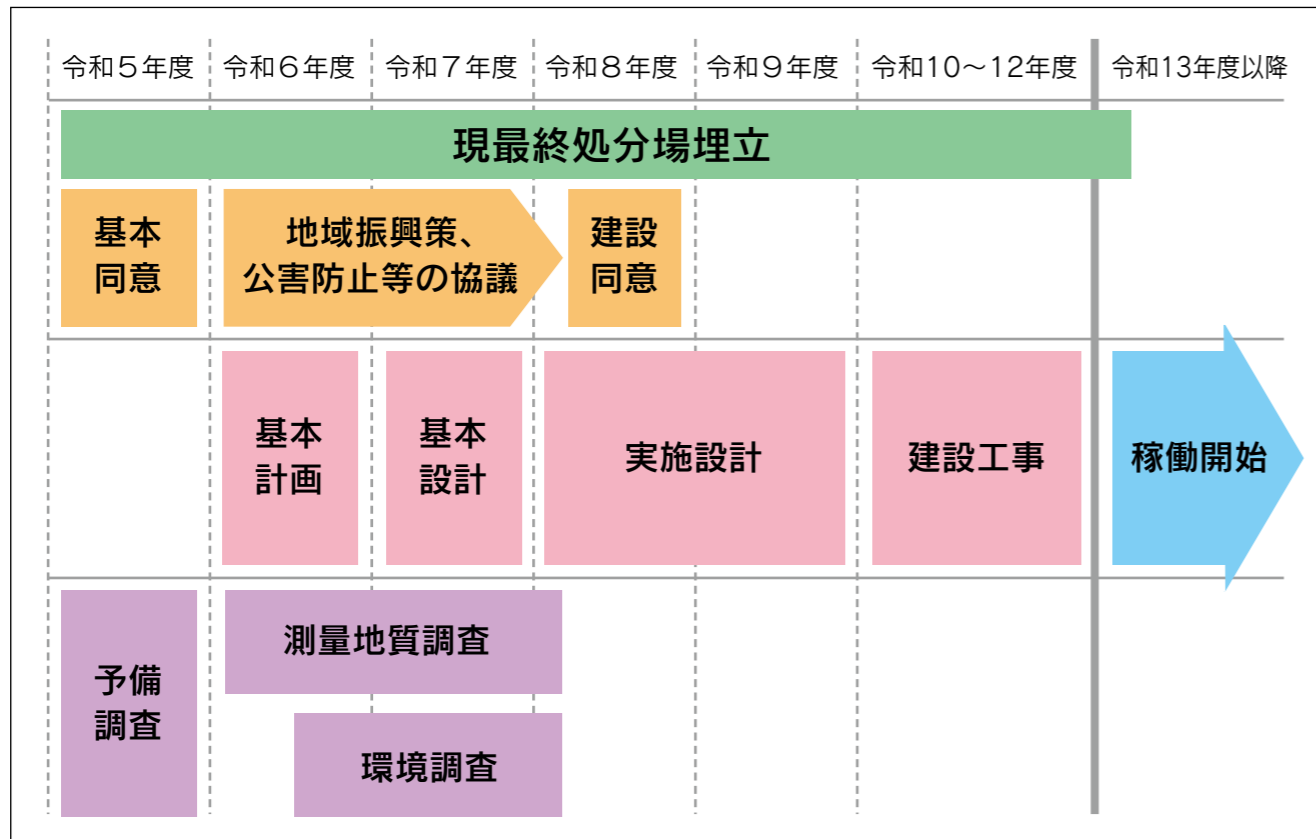 令和5年度
令和6年度
令和7年度
令和8年度
令和9年度
令和10～12年度
令和13年度以降
現最終処分場埋立
基本
同意
地域振興策、
公害防止等の協議
建設
同意
基本
計画
基本
設計
実施設計
建設工事
稼働開始
予備
調査
測量地質調査
環境調査